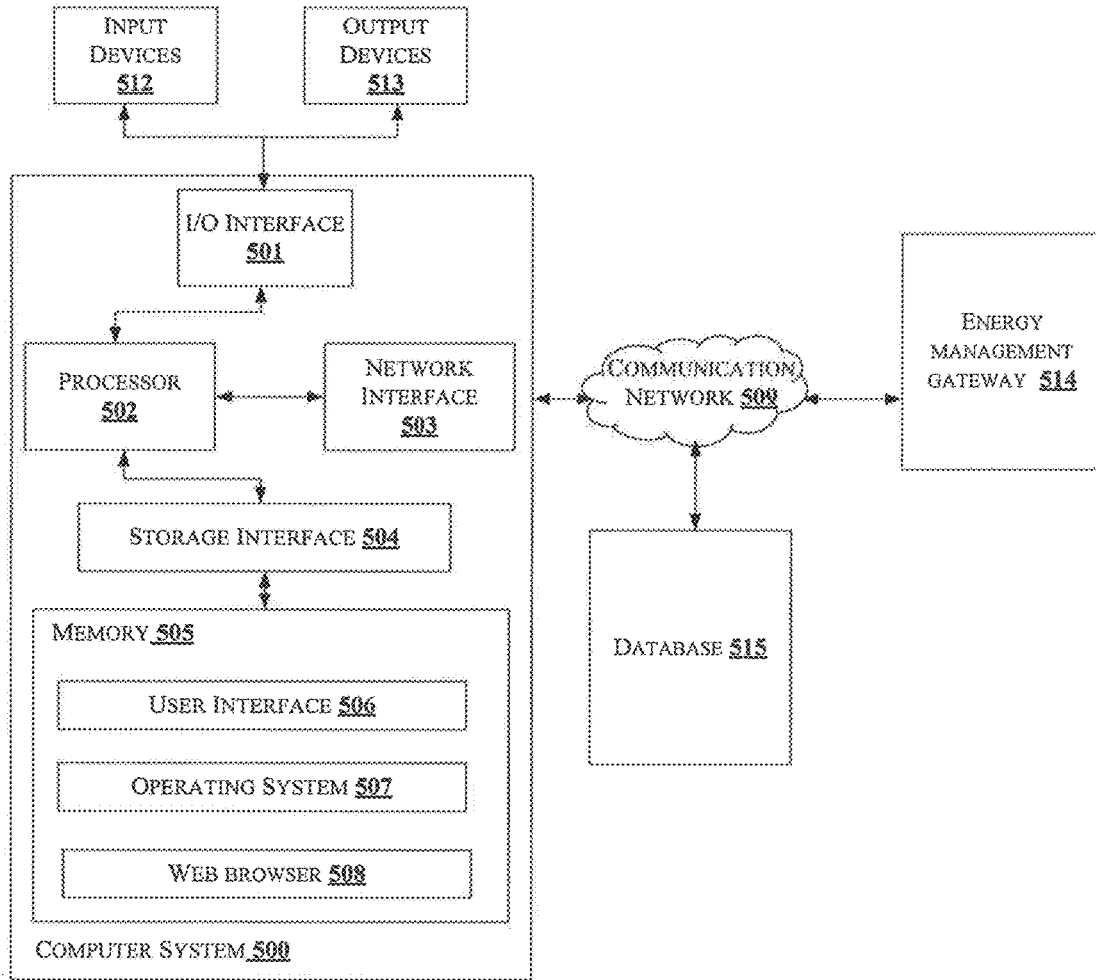 INPUT
DEVICES
512
OUTPUT
DEVICES
513
I/O INTERFACE
501
PROCESSOR
502
NETWORK
INTERFACE
503
COMMUNICATION
NETWORK 509
ENERGY
MANAGEMENT
GATEWAY 514
STORAGE INTERFACE 504
MEMORY 505
USER INTERFACE 506
OPERATING SYSTEM 507
WEB BROWSER 508
COMPUTER SYSTEM 500
DATABASE 515